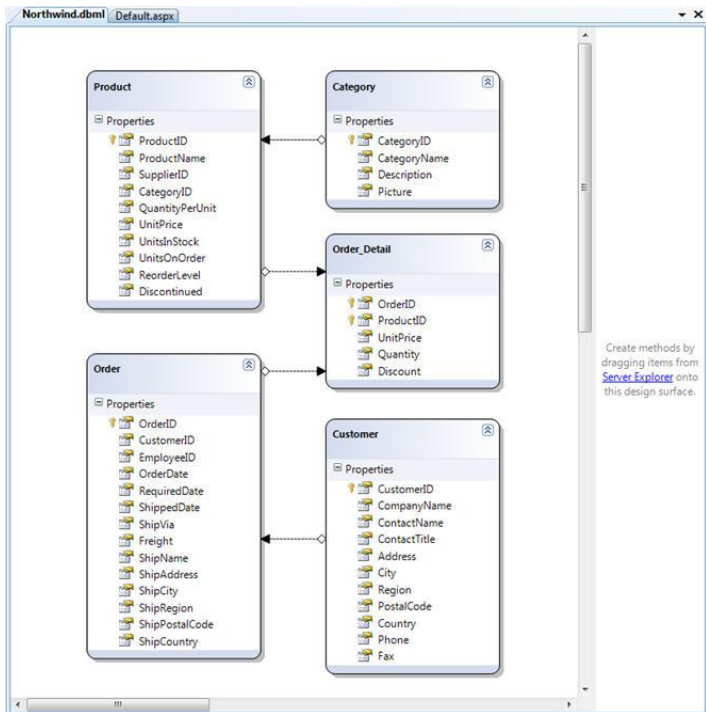 Northwind.dbml Default.aspx
Product
Properties
ProductID
ProductName
SupplierID
CategoryID
QuantityPerUnit
UnitPrice
UnitsInStock
UnitsOnOrder
ReorderLevel
Discontinued
Category
Properties
CategoryID
CategoryName
Description
Picture
Order_Detail
Properties
OrderID
ProductID
UnitPrice
Quantity
Discount
Order
Properties
OrderID
CustomerID
EmployeeID
OrderDate
RequiredDate
ShippedDate
ShipVia
Freight
ShipName
ShipAddress
ShipCity
ShipRegion
ShipPostalCode
ShipCountry
Customer
Properties
CustomerID
CompanyName
ContactName
ContactTitle
Address
City
Region
PostalCode
Country
Phone
Fax
Create methods by
dragging items from
Server Explorer onto
this design surface.